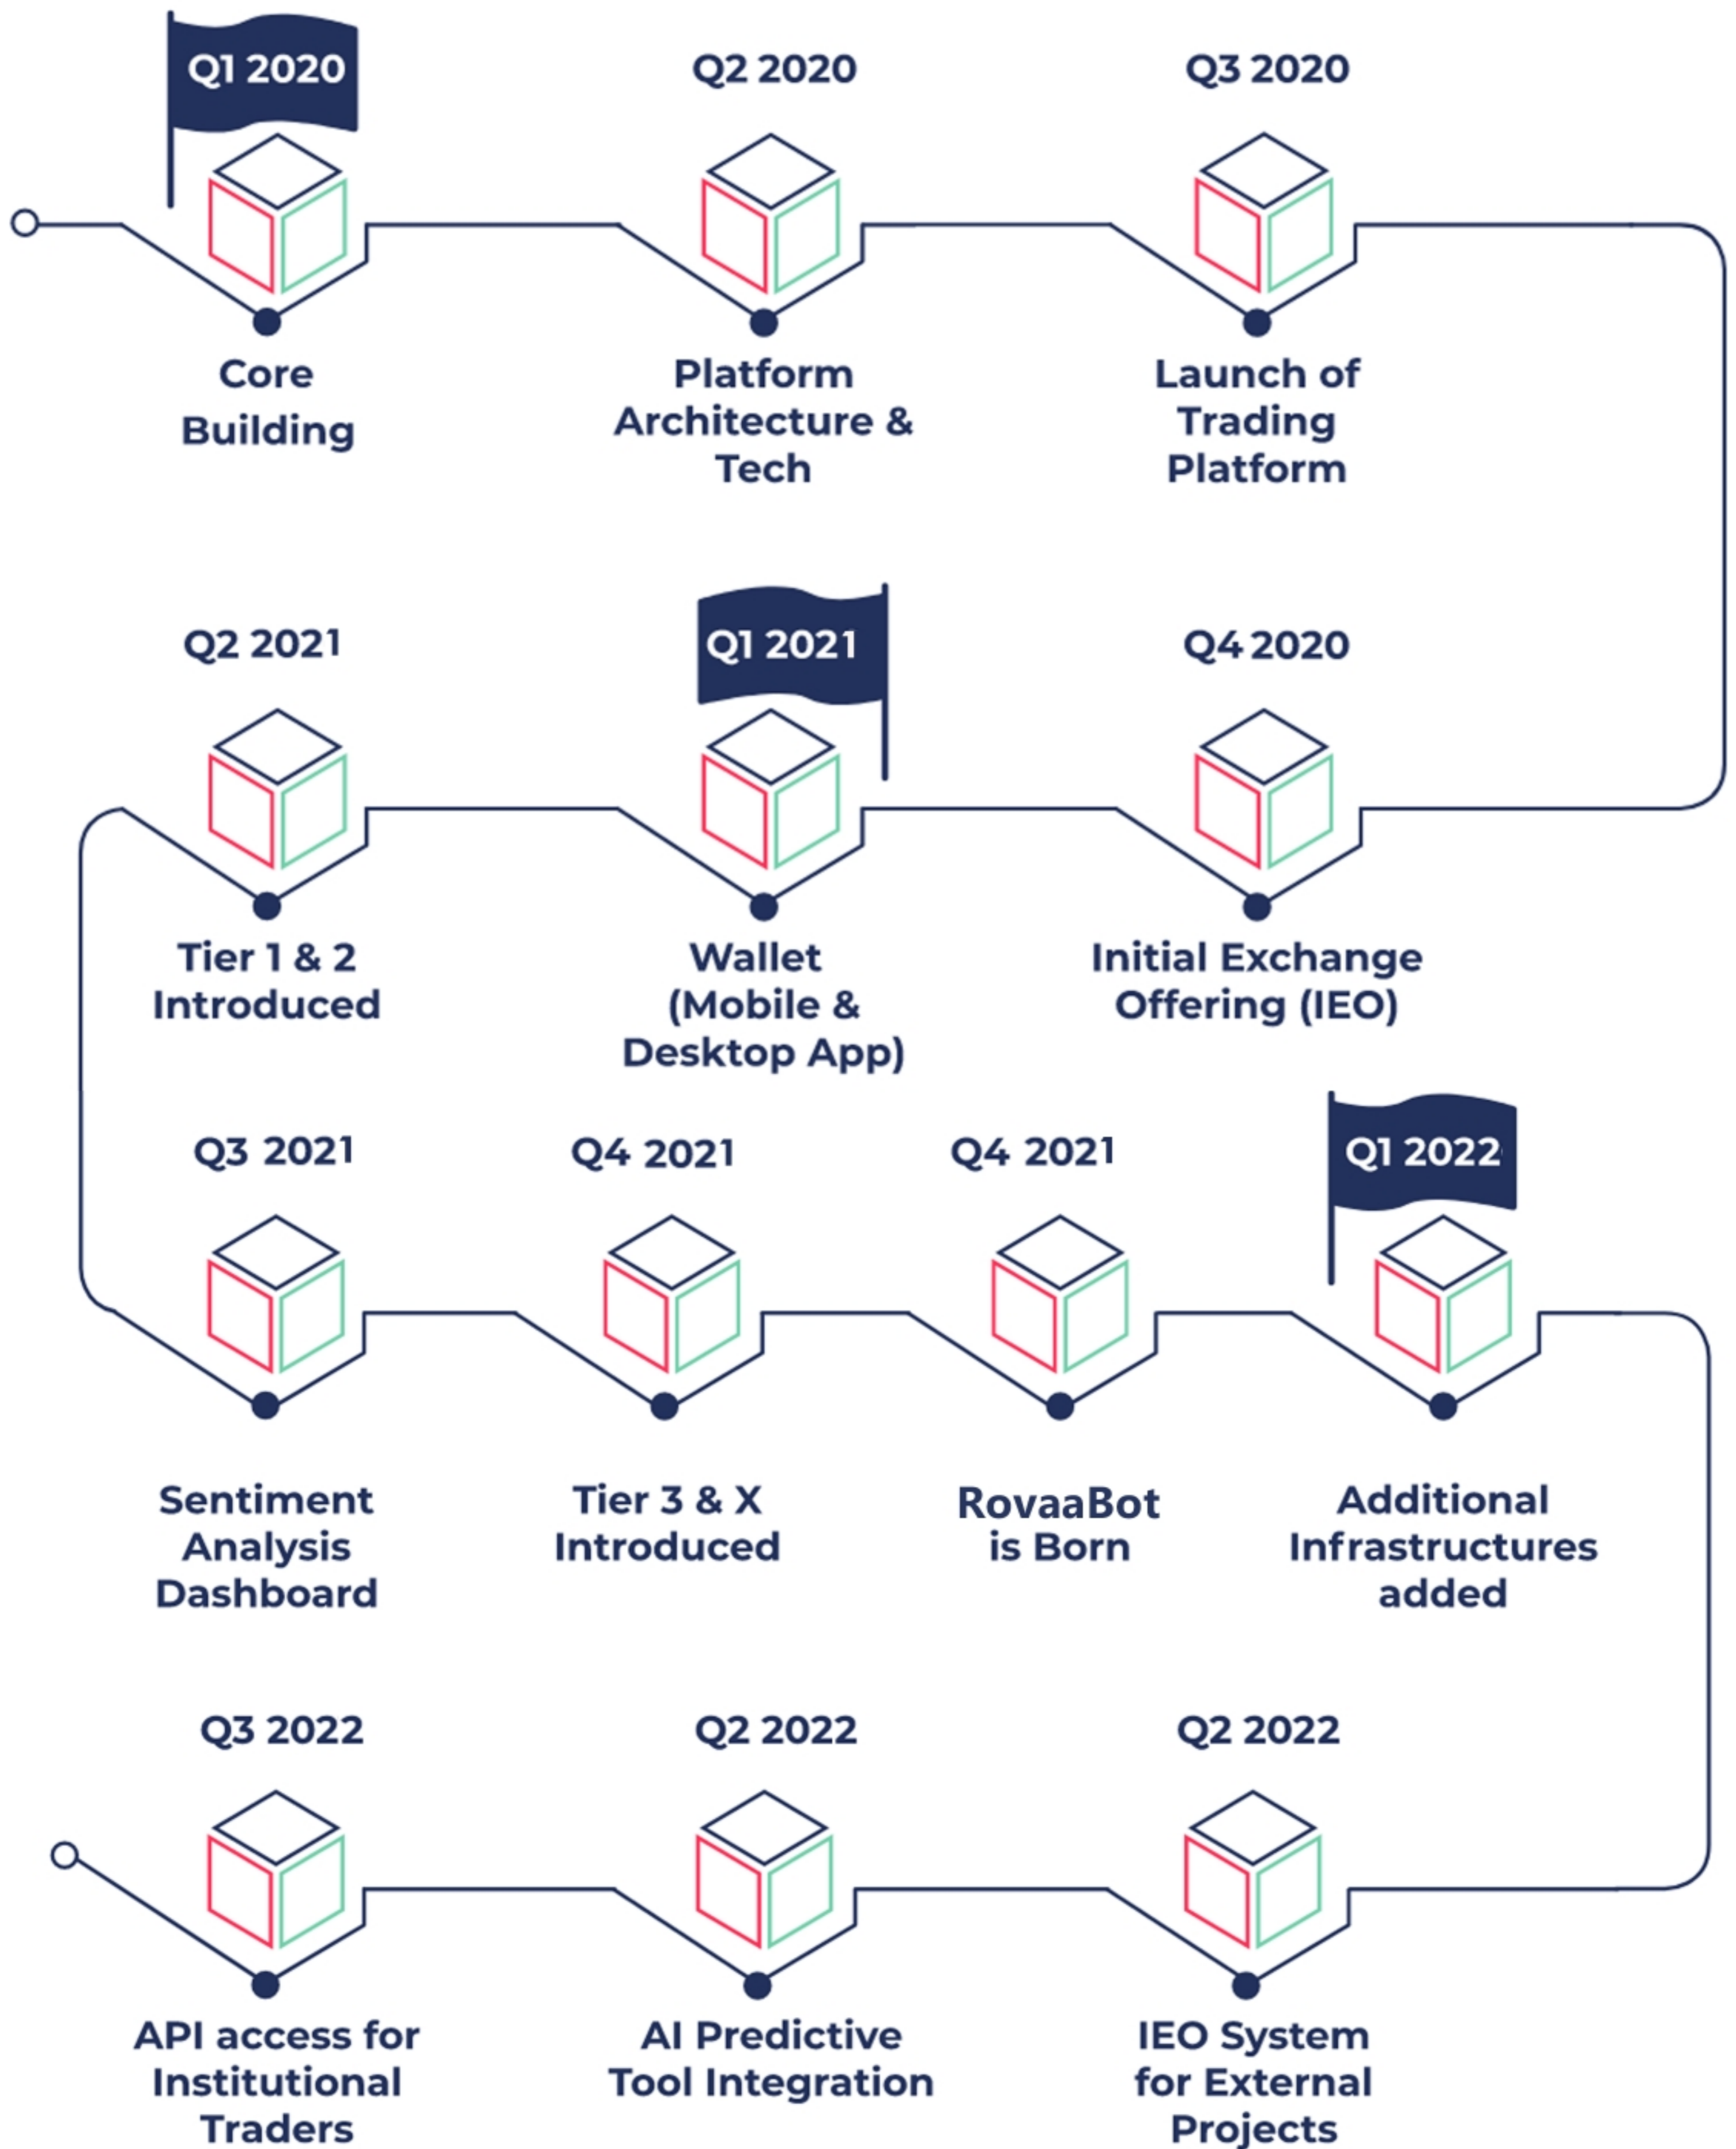 Q1 2020
Core
Building
Q2 2020
Platform
Architecture &
Tech
Q3 2020
Launch of
Trading
Platform
Q4 2020
Initial Exchange
Offering (IEO)
Q1 2021
Wallet
(Mobile &
Desktop App)
Q2 2021
Tier 1 & 2
Introduced
Q3 2021
Sentiment
Analysis
Dashboard
Q4 2021
Tier 3 & X
Introduced
Q4 2021
RovaaBot
is Born
Q1 2022
Additional
Infrastructures
added
Q2 2022
IEO System
for External
Projects
Q2 2022
AI Predictive
Tool Integration
Q3 2022
API access for
Institutional
Traders